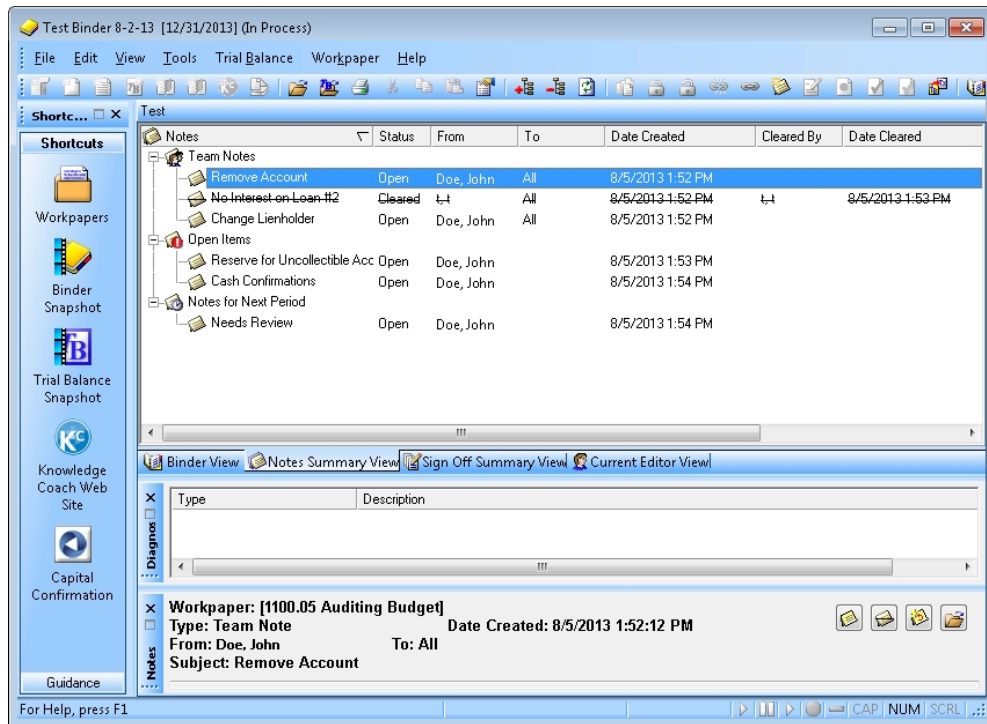 Test Binder 8-2-13 [12/31/2013] (In Process)
File Edit View Tools Trial Balance Workpaper Help
Shortc...
Test
Shortcuts
Workpapers
Binder
Snapshot
Trial Balance
Snapshot
Knowledge
Coach Web
Site
Capital
Confirmation
Guidance
Notes Status From To Date Created Cleared By Date Cleared
Team Notes
Remove Account Open Doe, John All 8/5/2013 1:52 PM
No Interest on Loan #2 Cleared t, t All 8/5/2013 1:52 PM t, t 8/5/2013 1:53 PM
Change Lienholder Open Doe, John All 8/5/2013 1:52 PM
Open Items
Reserve for Uncollectible Acc Open Doe, John 8/5/2013 1:53 PM
Cash Confirmations Open Doe, John 8/5/2013 1:54 PM
Notes for Next Period
Needs Review Open Doe, John 8/5/2013 1:54 PM
Binder View Notes Summary View Sign Off Summary View Current Editor View
Diagnos
Type Description
Notes
Workpaper: [1100.05 Auditing Budget]
Type: Team Note Date Created: 8/5/2013 1:52:12 PM
From: Doe, John To: All
Subject: Remove Account
For Help, press F1 CAP NUM SCRL